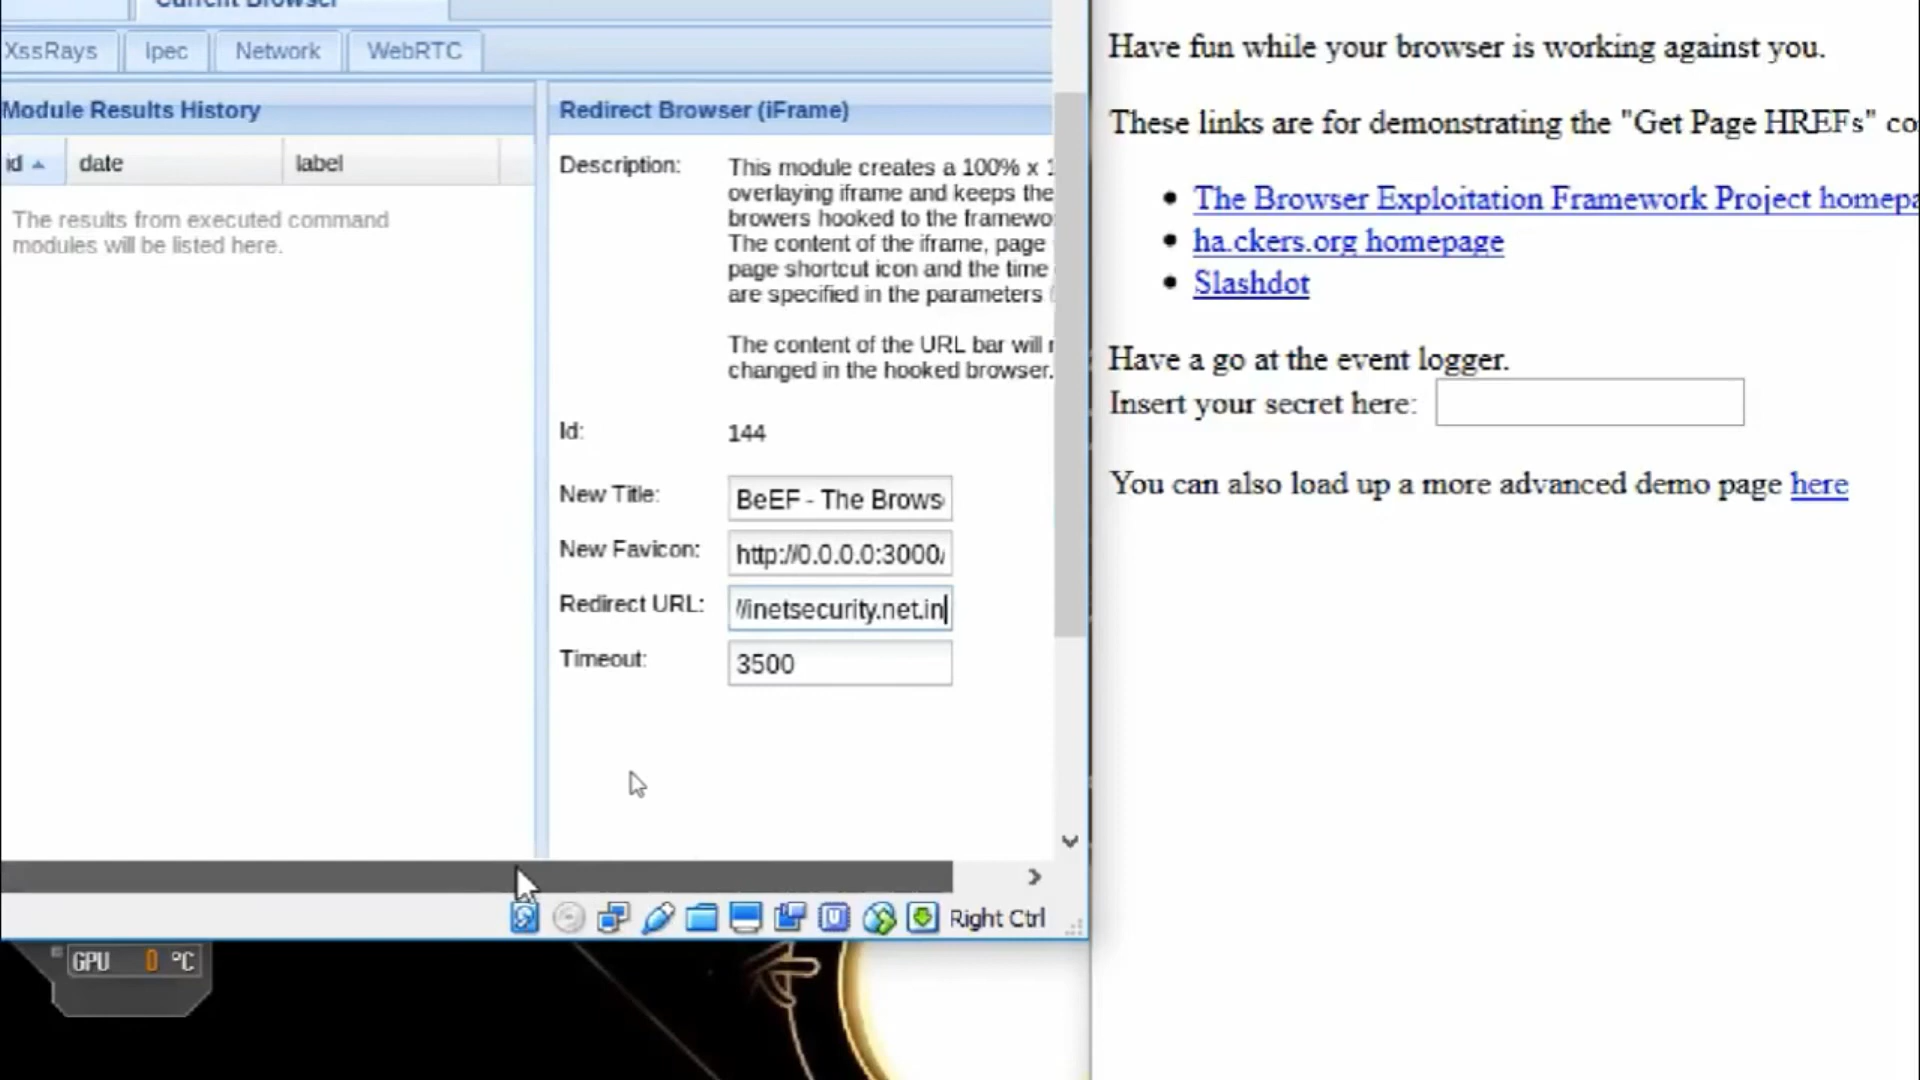 Current Browser
XssRays
Ipec
Network
WebRTC
Module Results History
id
date
label
The results from executed command
modules will be listed here.
Redirect Browser (iFrame)
Description:
This module creates a 100% x 1
overlaying iframe and keeps the
browers hooked to the framewo
The content of the iframe, page
page shortcut icon and the time
are specified in the parameters
The content of the URL bar will
changed in the hooked browser.
Id:
144
New Title:
BeEF - The Brows
New Favicon:
http://0.0.0.0:3000/
Redirect URL:
//inetsecurity.net.in
Timeout:
3500
Right Ctrl
GPU 0 °C
Have fun while your browser is working against you.
These links are for demonstrating the "Get Page HREFs" co
The Browser Exploitation Framework Project homepa
ha.ckers.org homepage
Slashdot
Have a go at the event logger.
Insert your secret here:
You can also load up a more advanced demo page here